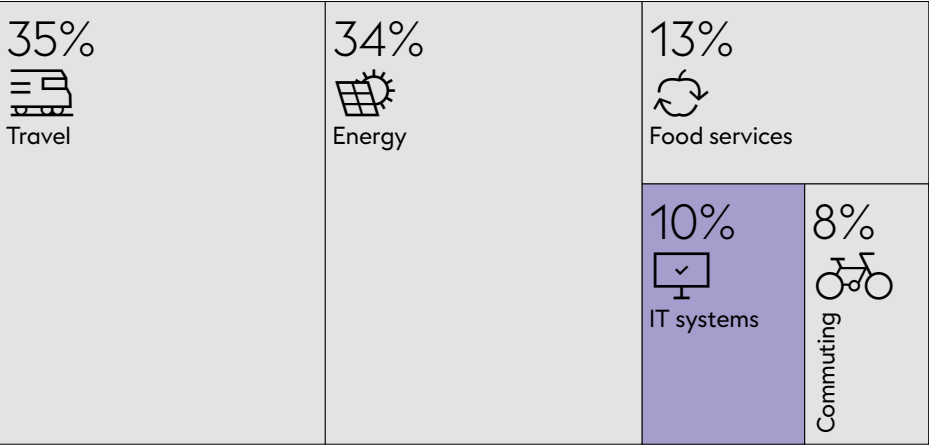 35%
Travel
34%
Energy
13%
Food services
10%
IT systems
8%
Commuting